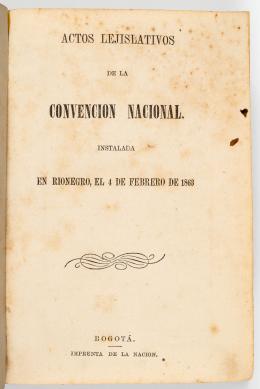 ACTOS LEJISLATIVOS
DE LA
CONVENCION NACIONAL.
INSTALADA
EN RIONEGRO, EL 4 DE FEBRERO DE 1863
BOGOTÁ.
IMPRENTA DE LA NACION.